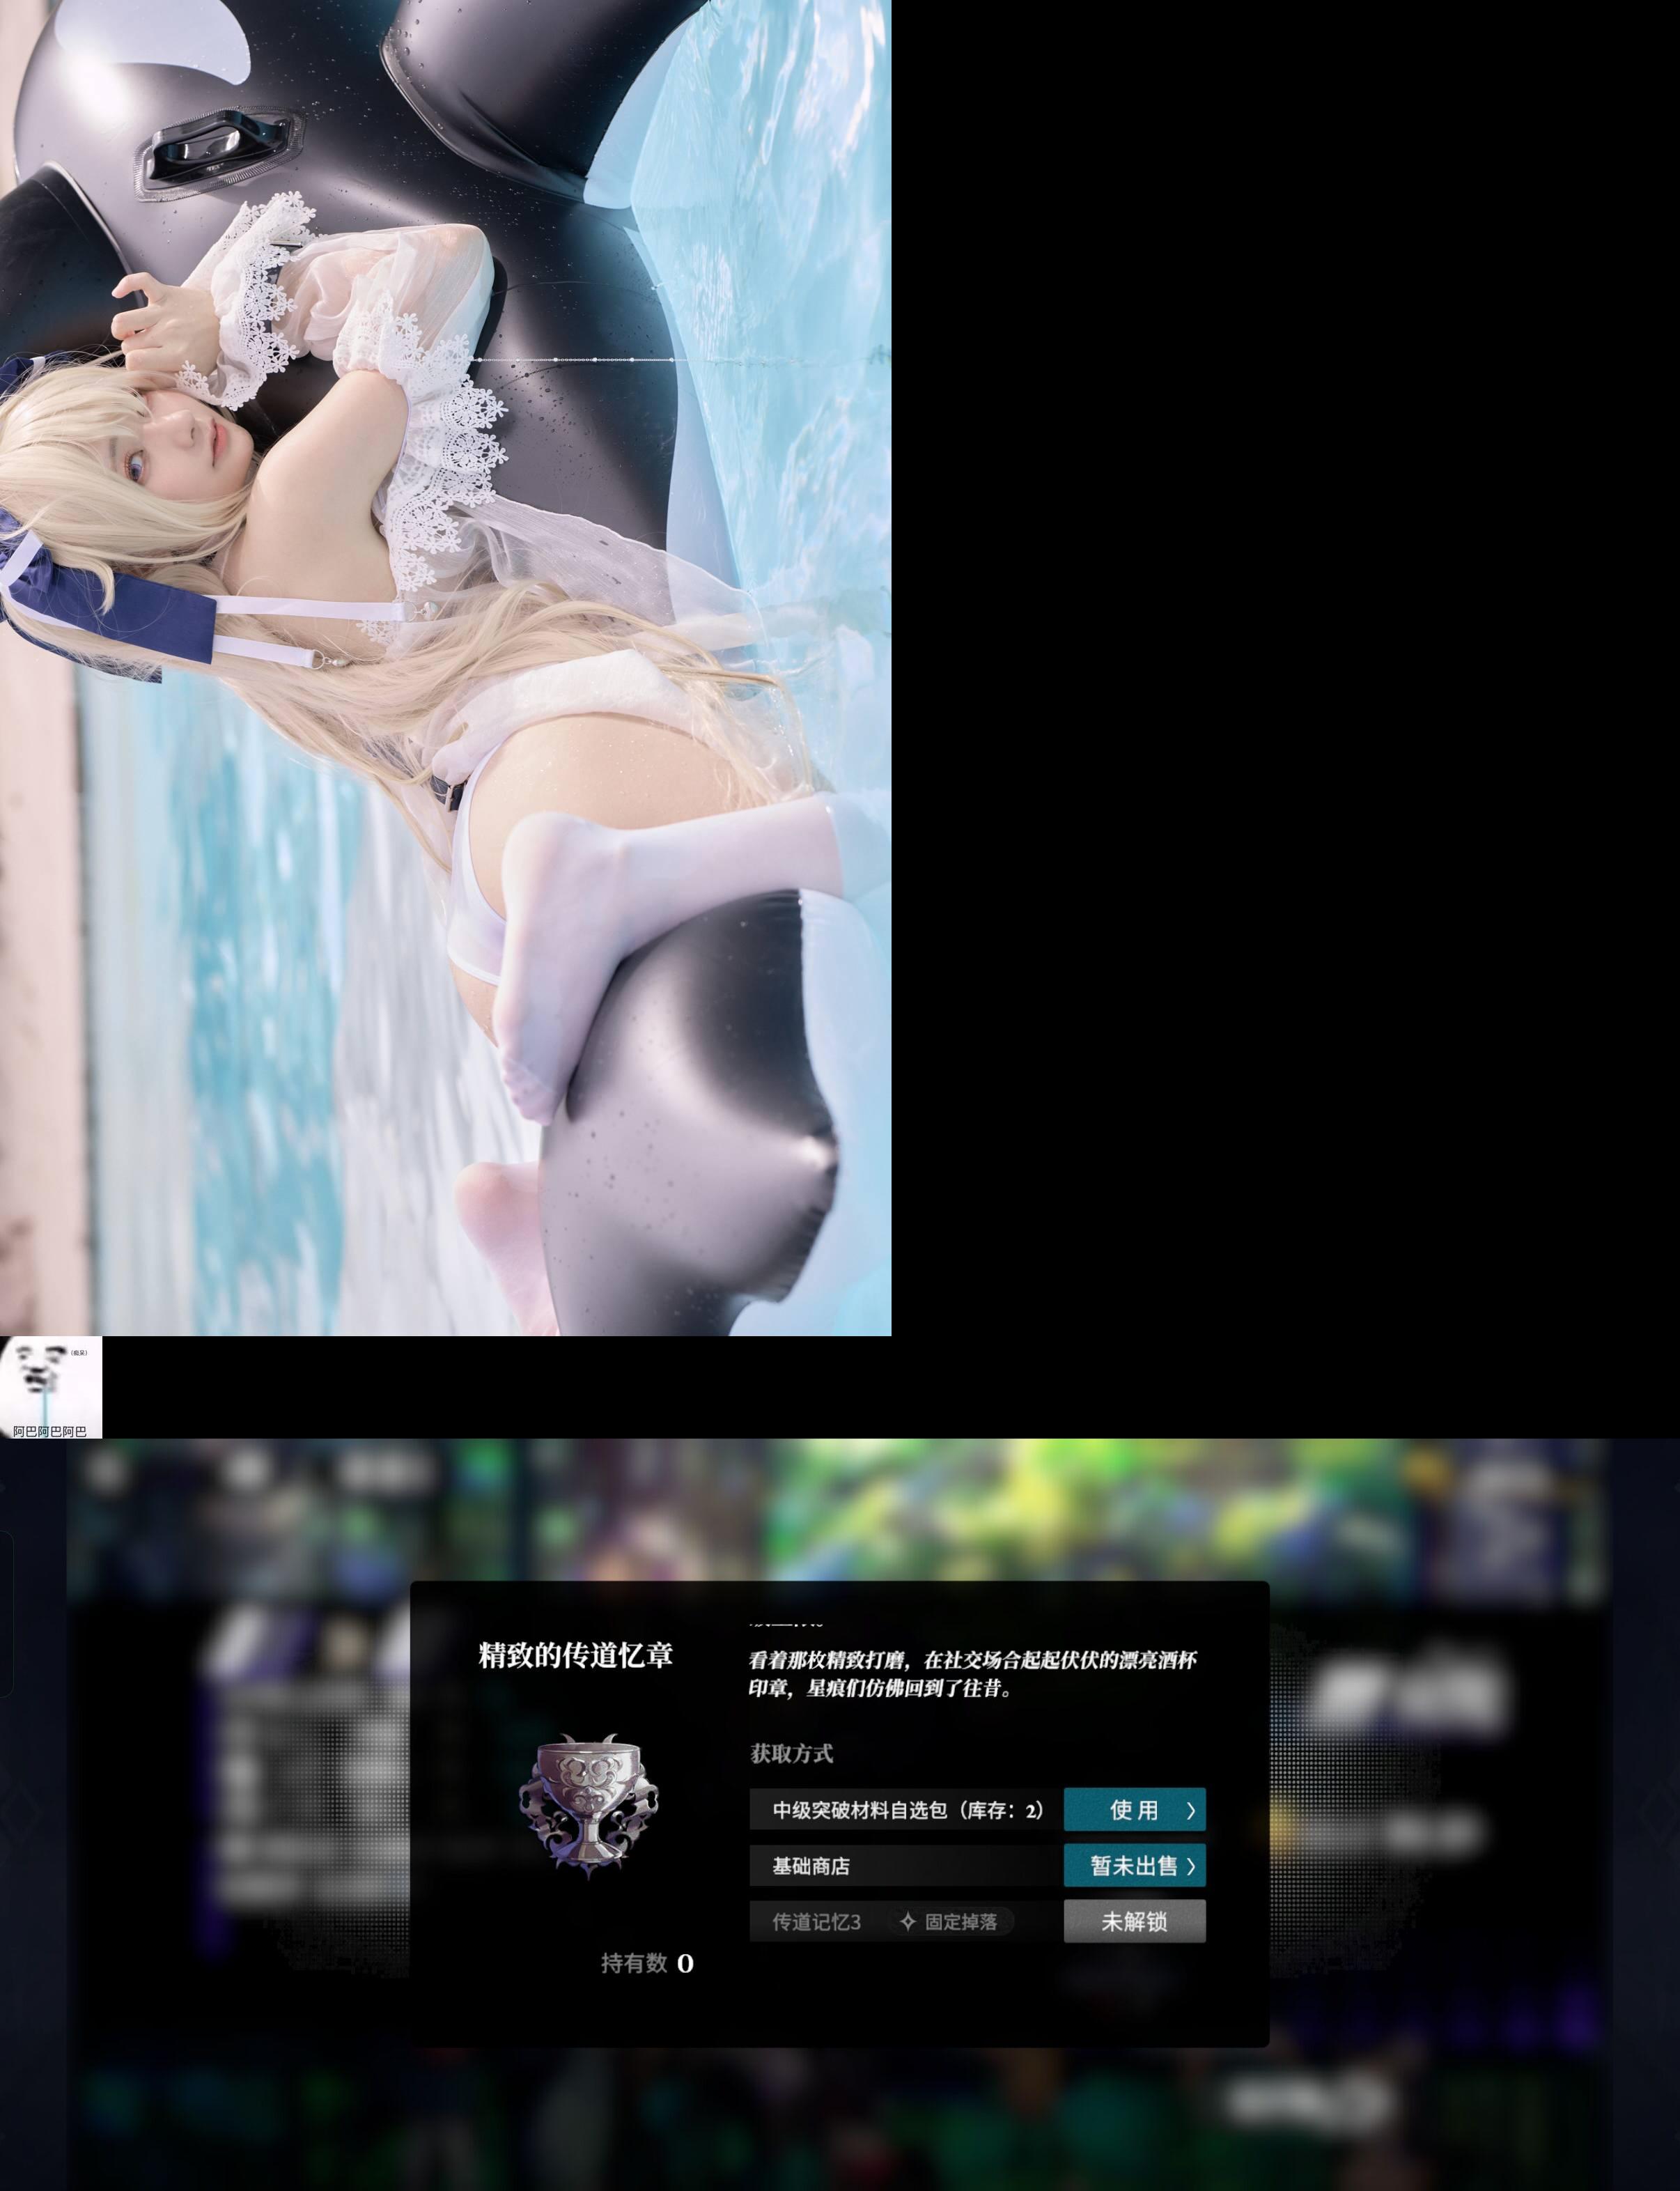 (痴呆)
阿巴阿巴阿巴
精致的传道忆章
看着那枚精致打磨，在社交场合起起伏伏的漂亮酒杯
印章，星痕们仿佛回到了往昔。
获取方式
中级突破材料自选包（库存：2）
使用
基础商店
暂未出售
传道记忆3
固定掉落
未解锁
持有数 0